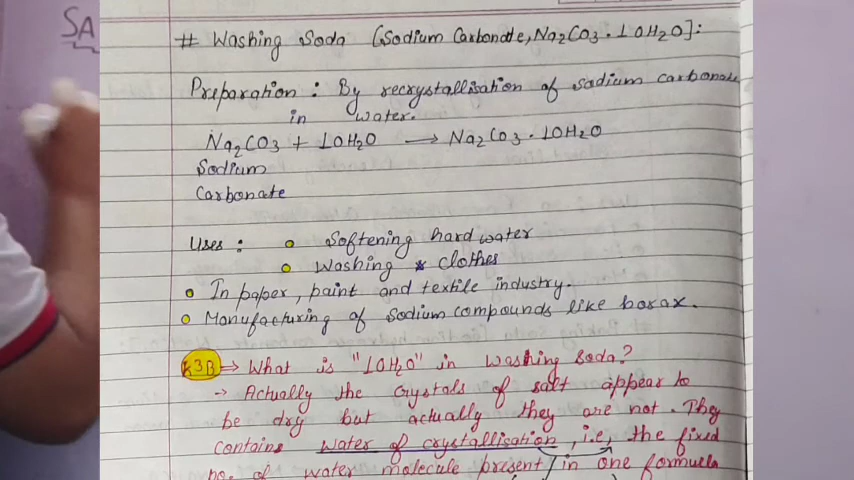 SA
# Washing Soda [Sodium Carbonate, Na2CO3·10H2O]:
Preparation : By recrystallisation of sodium carbonate
in water.
Na2CO3 + 10H2O → Na2CO3·10H2O
Sodium
Carbonate
Uses : • Softening hard water
• Washing clothes
• In paper, paint and textile industry.
• Manufacturing of Sodium compounds like borax.
K3B → What is "10H2O" in washing soda?
→ Actually the crystals of salt appear to
be dry but actually they are not. They
contains water of crystallisation, i.e, the fixed
no. of water molecule present in one formula